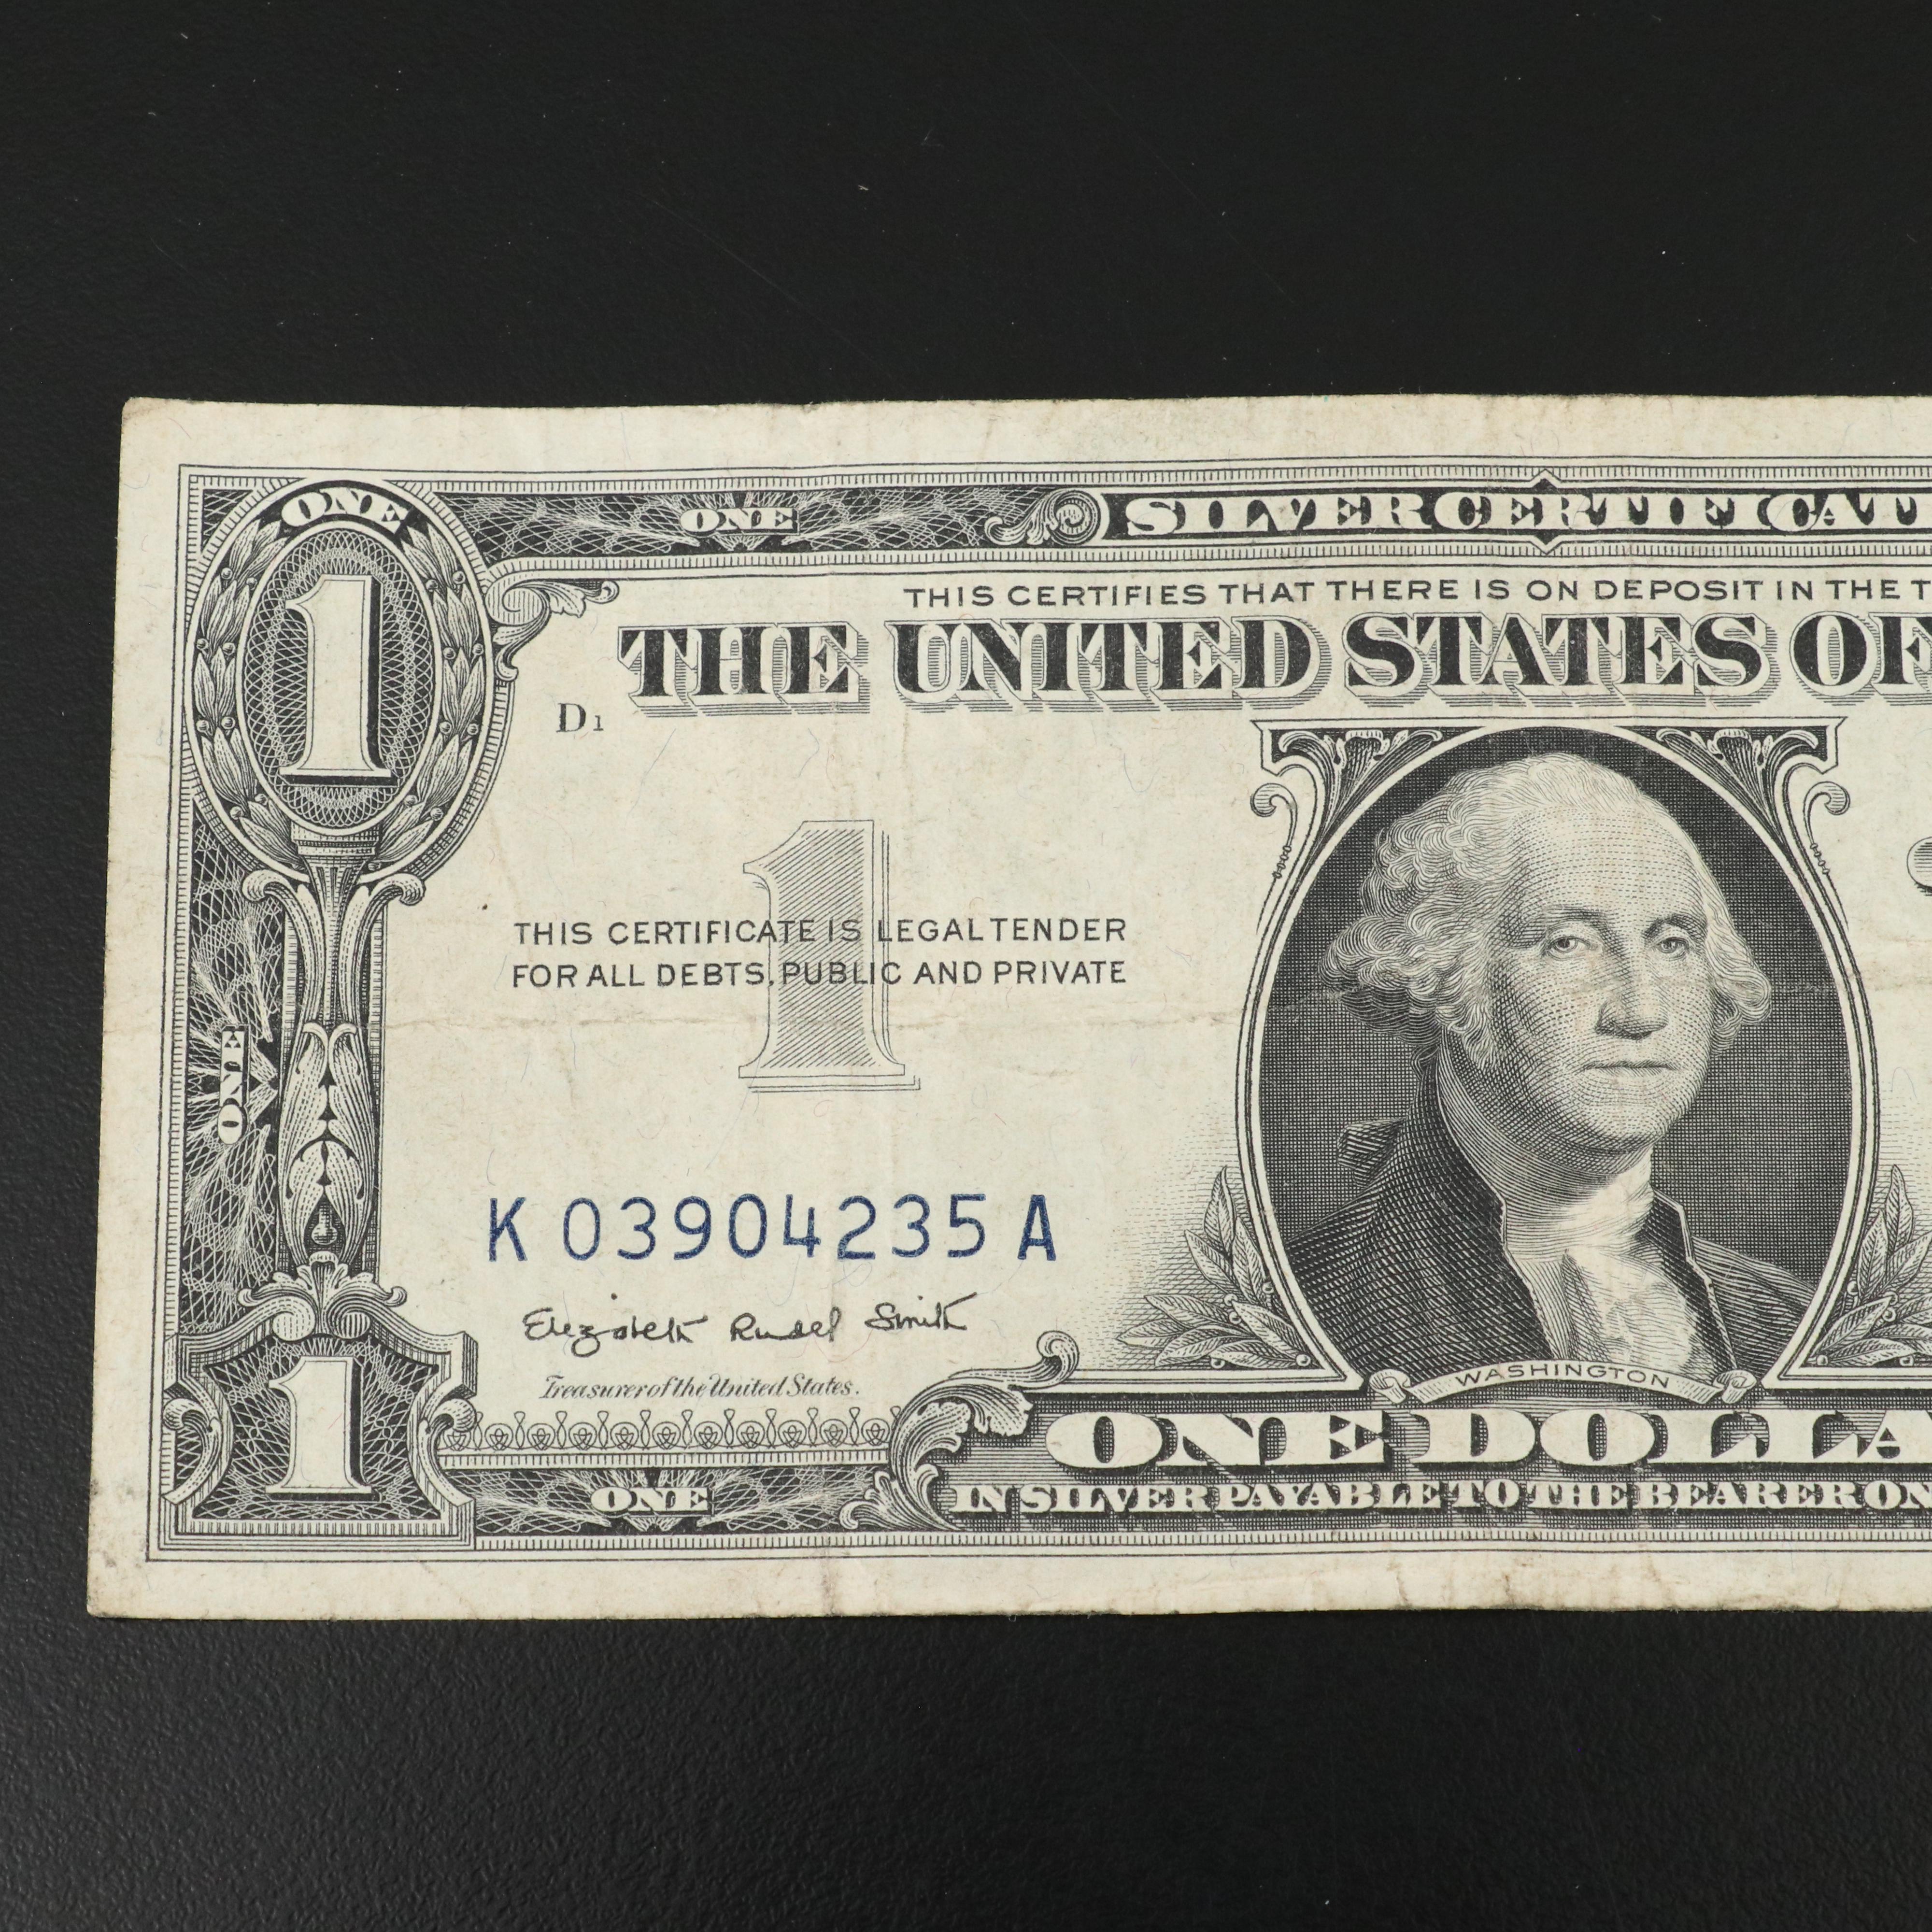 ONE
ONE
SILVER CERTIFICAT
THIS CERTIFIES THAT THERE IS ON DEPOSIT IN THE T
1
THE UNITED STATES OF
D1
1
THIS CERTIFICATE IS LEGAL TENDER
FOR ALL DEBTS, PUBLIC AND PRIVATE
ONE
K 03904235 A
Elizabeth Rudel Smith
Treasurer of the United States.
WASHINGTON
1
ONE DOLLA
ONE
IN SILVER PAYABLE TO THE BEARER ON